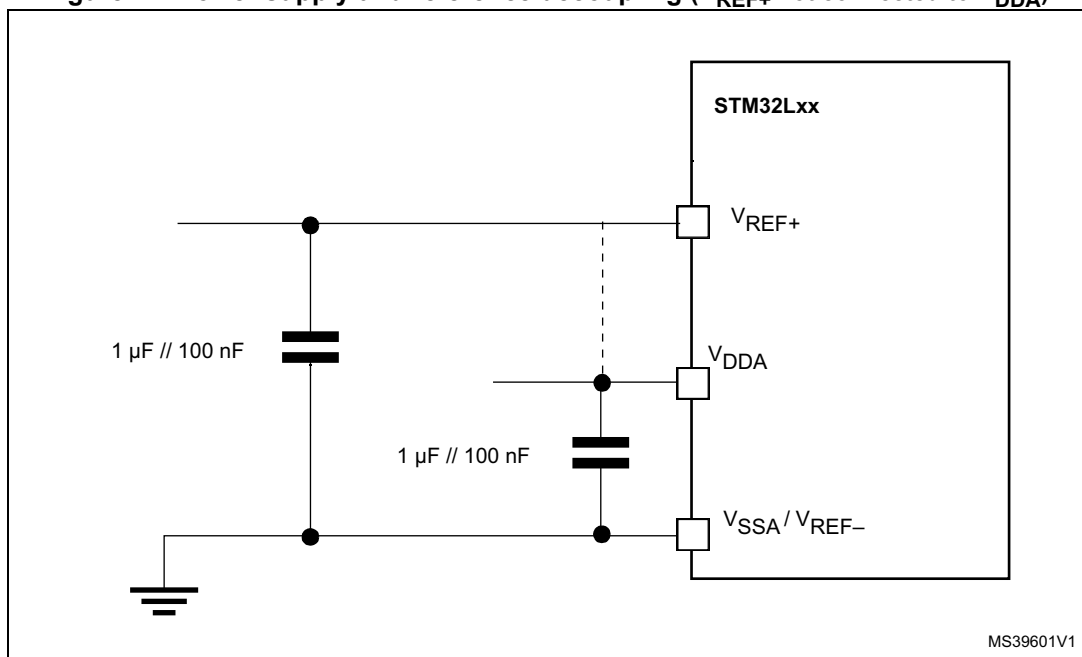 STM32Lxx
VREF+
1 µF // 100 nF
VDDA
1 µF // 100 nF
VSSA / VREF–
MS39601V1